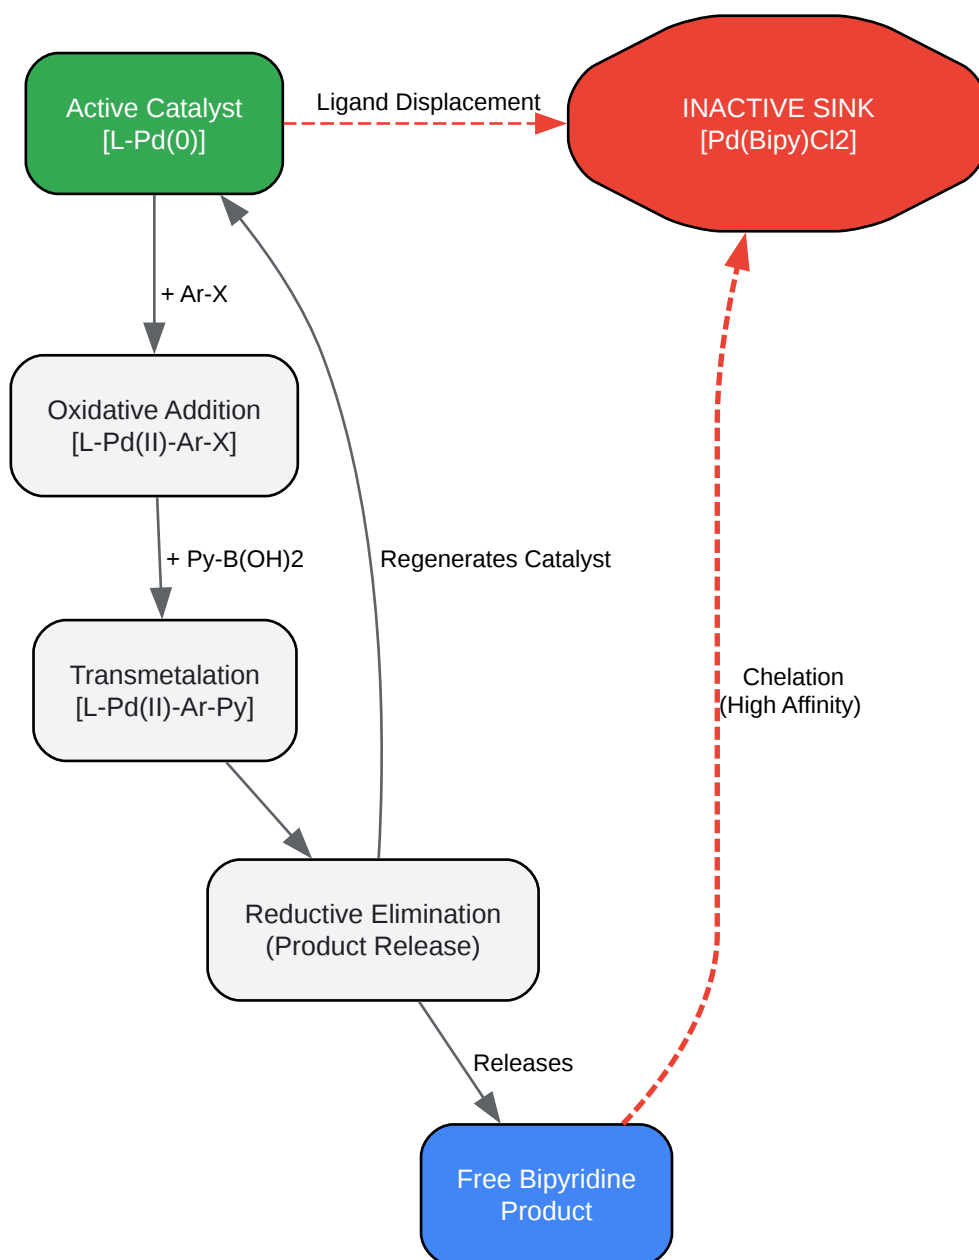 Active Catalyst
[L-Pd(0)]
Ligand Displacement
INACTIVE SINK
[Pd(Bipy)Cl2]
+ Ar-X
Oxidative Addition
[L-Pd(II)-Ar-X]
+ Py-B(OH)2
Regenerates Catalyst
Transmetalation
[L-Pd(II)-Ar-Py]
Chelation
(High Affinity)
Reductive Elimination
(Product Release)
Releases
Free Bipyridine
Product